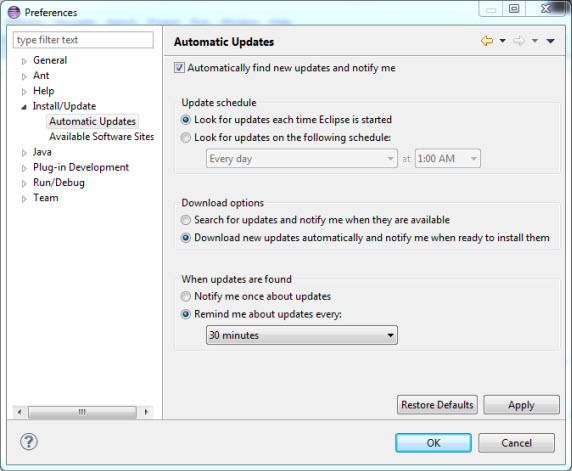 Preferences
type filter text
General
Ant
Help
Install/Update
Automatic Updates
Available Software Sites
Java
Plug-in Development
Run/Debug
Team
Automatic Updates
Automatically find new updates and notify me
Update schedule
Look for updates each time Eclipse is started
Look for updates on the following schedule:
Every day at 1:00 AM
Download options
Search for updates and notify me when they are available
Download new updates automatically and notify me when ready to install them
When updates are found
Notify me once about updates
Remind me about updates every:
30 minutes
Restore Defaults Apply
? OK Cancel